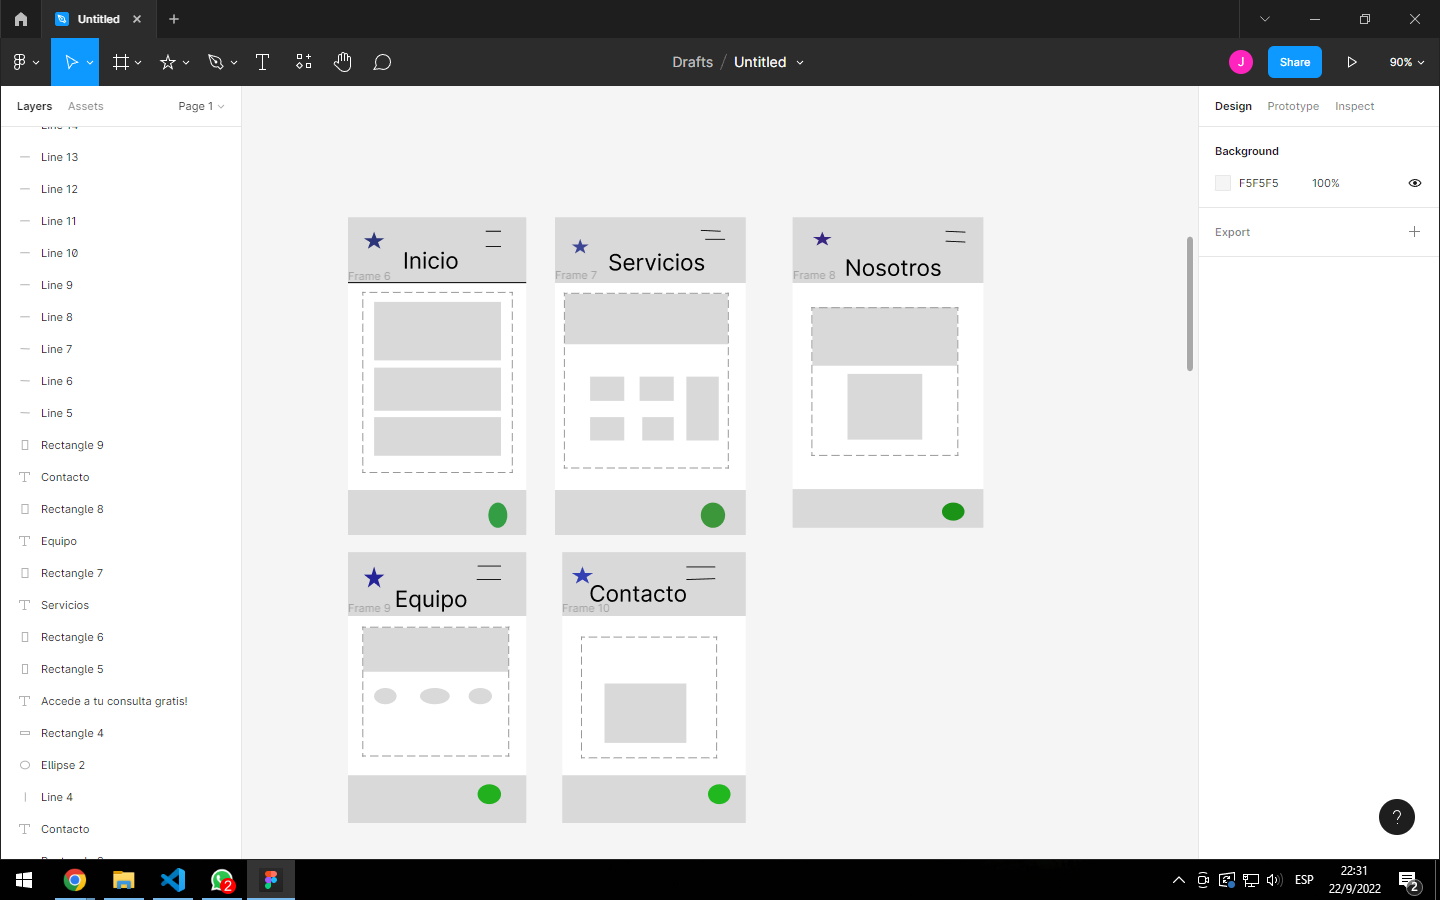 Untitled
Drafts / Untitled
J
Share
90%
Layers
Assets
Page 1
Design
Prototype
Inspect
Line 14
Line 13
Line 12
Line 11
Line 10
Line 9
Line 8
Line 7
Line 6
Line 5
Rectangle 9
Contacto
Rectangle 8
Equipo
Rectangle 7
Servicios
Rectangle 6
Rectangle 5
Accede a tu consulta gratis!
Rectangle 4
Ellipse 2
Line 4
Contacto
Background
F5F5F5
100%
Export
Inicio
Frame 6
Servicios
Frame 7
Nosotros
Frame 8
Equipo
Frame 9
Contacto
Frame 10
?
2
ESP
22:31
22/9/2022
2